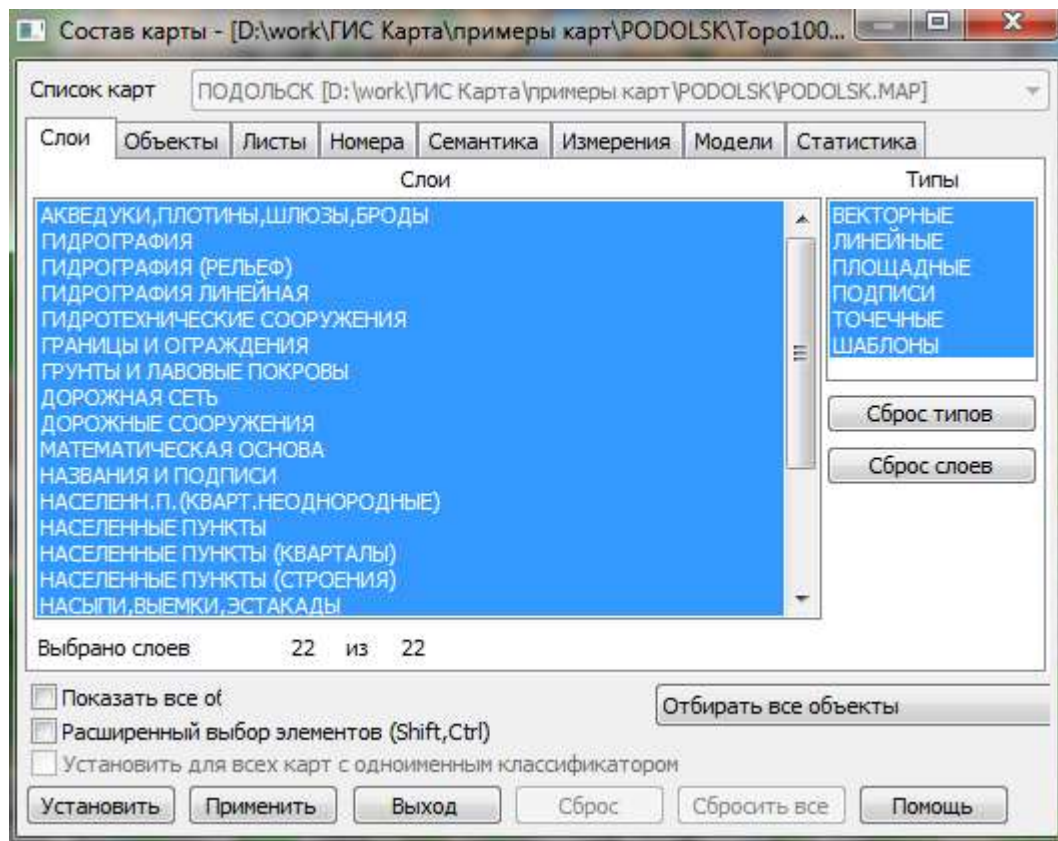 Состав карты - [D:\work\ГИС Карта\примеры карт\PODOLSK\Topo100...
Список карт ПОДОЛЬСК [D:\work\ГИС Карта\примеры карт\PODOLSK\PODOLSK.MAP]
Слои Объекты Листы Номера Семантика Измерения Модели Статистика
Слои Типы
АКВЕДУКИ,ПЛОТИНЫ,ШЛЮЗЫ,БРОДЫ ВЕКТОРНЫЕ
ГИДРОГРАФИЯ ЛИНЕЙНЫЕ
ГИДРОГРАФИЯ (РЕЛЬЕФ) ПЛОЩАДНЫЕ
ГИДРОГРАФИЯ ЛИНЕЙНАЯ ПОДПИСИ
ГИДРОТЕХНИЧЕСКИЕ СООРУЖЕНИЯ ТОЧЕЧНЫЕ
ГРАНИЦЫ И ОГРАЖДЕНИЯ ШАБЛОНЫ
ГРУНТЫ И ЛАВОВЫЕ ПОКРОВЫ
ДОРОЖНАЯ СЕТЬ
ДОРОЖНЫЕ СООРУЖЕНИЯ Сброс типов
МАТЕМАТИЧЕСКАЯ ОСНОВА
НАЗВАНИЯ И ПОДПИСИ Сброс слоев
НАСЕЛЕНН.П.(КВАРТ.НЕОДНОРОДНЫЕ)
НАСЕЛЕННЫЕ ПУНКТЫ
НАСЕЛЕННЫЕ ПУНКТЫ (КВАРТАЛЫ)
НАСЕЛЕННЫЕ ПУНКТЫ (СТРОЕНИЯ)
НАСЫПИ,ВЫЕМКИ,ЭСТАКАДЫ
Выбрано слоев 22 из 22
Показать все об Отбирать все объекты
Расширенный выбор элементов (Shift,Ctrl)
Установить для всех карт с одноименным классификатором
Установить Применить Выход Сброс Сбросить все Помощь